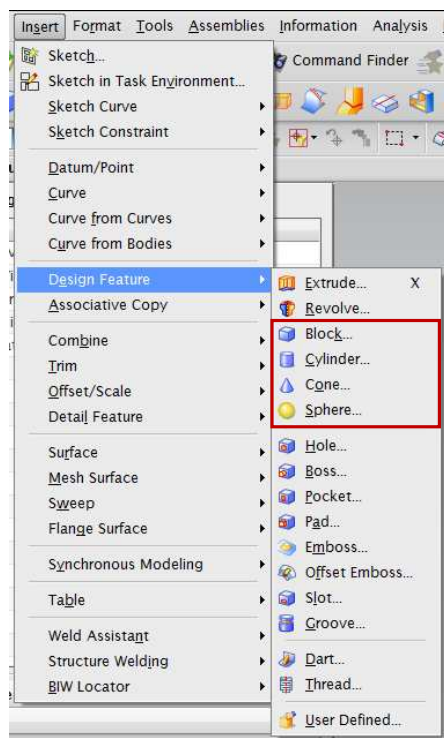 Insert Format Tools Assemblies Information Analysis
Sketch...
Command Finder
Sketch in Task Environment...
Sketch Curve
Sketch Constraint
Datum/Point
Curve
Curve from Curves
Curve from Bodies
Design Feature
Associative Copy
Combine
Trim
Offset/Scale
Detail Feature
Surface
Mesh Surface
Sweep
Flange Surface
Synchronous Modeling
Table
Weld Assistant
Structure Welding
BIW Locator
Extrude... X
Revolve...
Block...
Cylinder...
Cone...
Sphere...
Hole...
Boss...
Pocket...
Pad...
Emboss...
Offset Emboss...
Slot...
Groove...
Dart...
Thread...
User Defined...